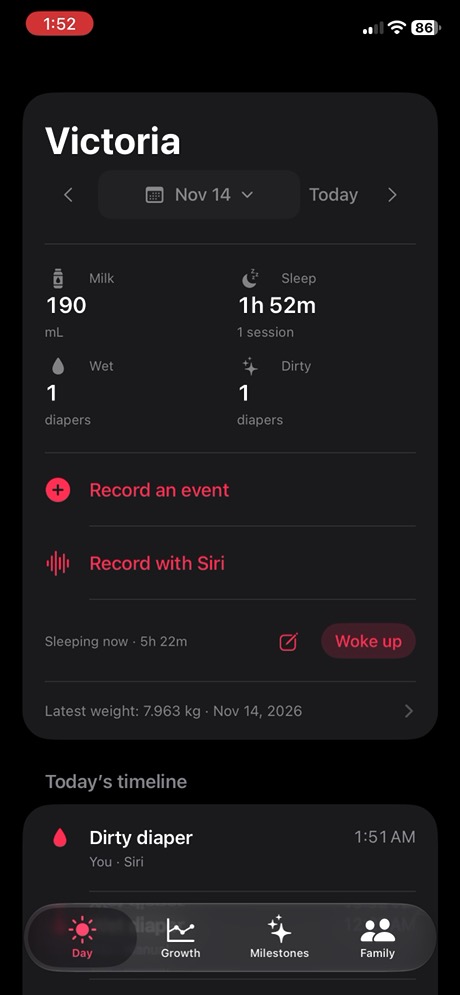 1:52
86
Victoria
Nov 14
Today
Milk
190
mL
Sleep
1h 52m
1 session
Wet
1
diapers
Dirty
1
diapers
Record an event
Record with Siri
Sleeping now · 5h 22m
Woke up
Latest weight: 7.963 kg · Nov 14, 2026
Today’s timeline
Dirty diaper
1:51 AM
You · Siri
Wet diaper
Day
Growth
Milestones
Family